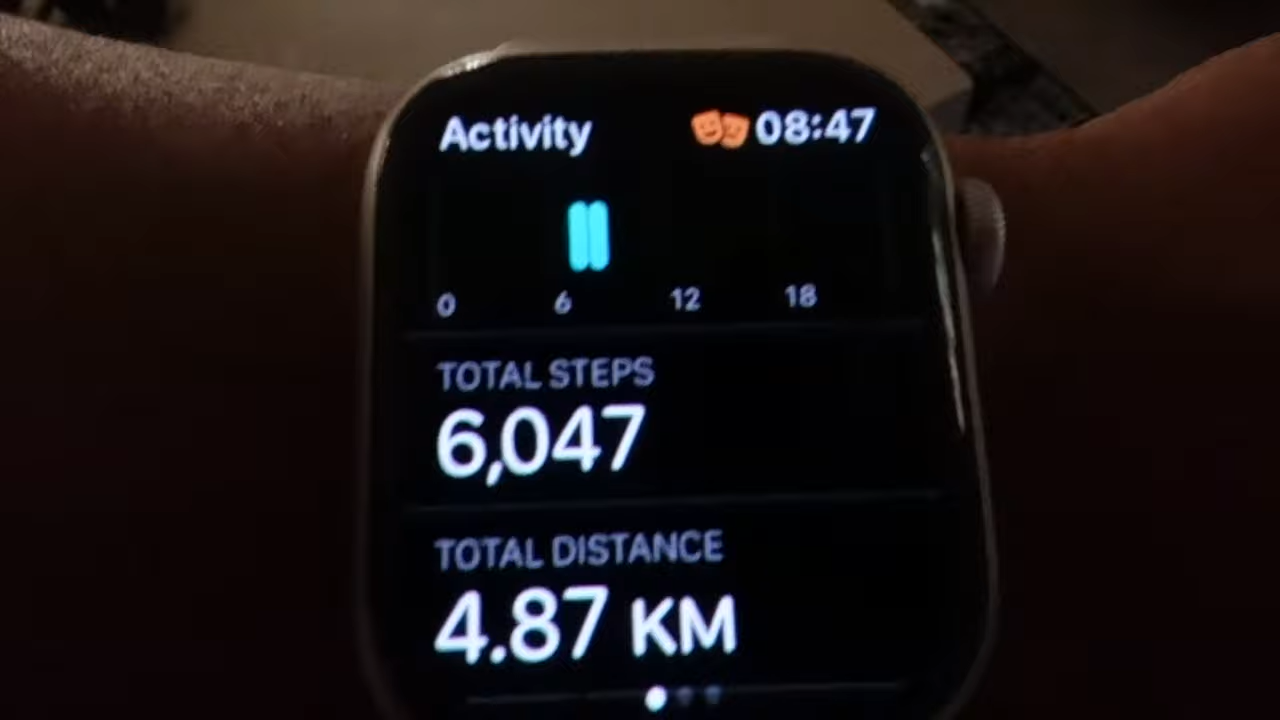 Activity 08:47
0 6 12 18
TOTAL STEPS
6,047
TOTAL DISTANCE
4.87 KM